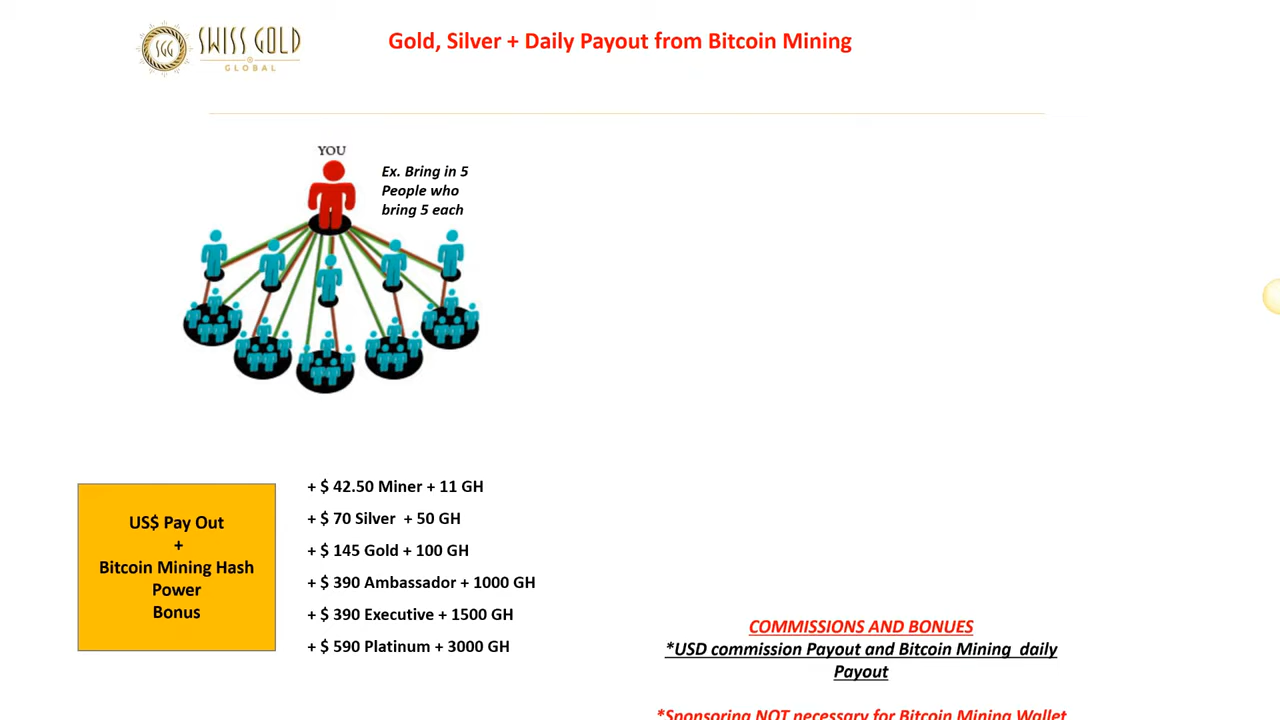 SGG
SWISS GOLD
GLOBAL
Gold, Silver + Daily Payout from Bitcoin Mining
YOU
Ex. Bring in 5
People who
bring 5 each
US$ Pay Out
+
Bitcoin Mining Hash
Power
Bonus
+ $ 42.50 Miner + 11 GH
+ $ 70 Silver + 50 GH
+ $ 145 Gold + 100 GH
+ $ 390 Ambassador + 1000 GH
+ $ 390 Executive + 1500 GH
+ $ 590 Platinum + 3000 GH
COMMISSIONS AND BONUES
*USD commission Payout and Bitcoin Mining daily
Payout
*Sponsoring NOT necessary for Bitcoin Mining Wallet